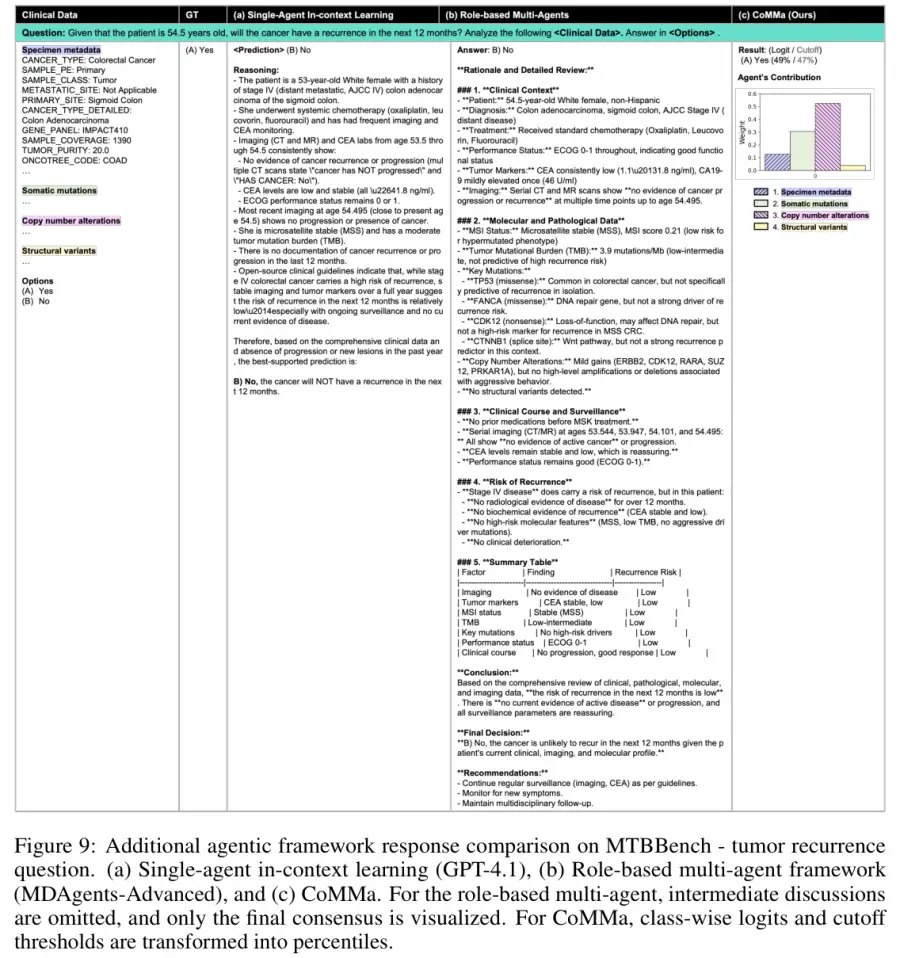 Clinical Data
GT
(a) Single-Agent In-context Learning
(b) Role-based Multi-Agents
(c) CoMMa (Ours)
Question: Given that the patient is 54.5 years old, will the cancer have a recurrence in the next 12 months? Analyze the following <Clinical Data>. Answer in <Options> .
Specimen metadata
CANCER_TYPE: Colorectal Cancer
SAMPLE_PE: Primary
SAMPLE_CLASS: Tumor
METASTATIC_SITE: Not Applicable
PRIMARY_SITE: Sigmoid Colon
CANCER_TYPE_DETAILED:
Colon Adenocarcinoma
GENE_PANEL: IMPACT410
SAMPLE_COVERAGE: 1390
TUMOR_PURITY: 20.0
ONCOTREE_CODE: COAD
...
Somatic mutations
...
Copy number alterations
...
Structural variants
...
Options
(A) Yes
(B) No
(A) Yes
<Prediction> (B) No
Reasoning:
- The patient is a 53-year-old White female with a history
of stage IV (distant metastatic, AJCC IV) colon adenocar
cinoma of the sigmoid colon.
- She underwent systemic chemotherapy (oxaliplatin, leu
covorin, fluorouracil) and has had frequent imaging and
CEA monitoring.
- Imaging (CT and MR) and CEA labs from age 53.5 thro
ugh 54.5 consistently show:
- No evidence of cancer recurrence or progression (mul
tiple CT scans state \"cancer has NOT progressed\" and
\"HAS CANCER: No\").
- CEA levels are low and stable (all \u22641.8 ng/ml).
- ECOG performance status remains 0 or 1.
- Most recent imaging at 54.495 (close to present ag
e 54.5) shows no progression or presence of cancer.
- She is microsatellite stable (MSS) and has a moderate
tumor mutation burden (TMB).
- There is no documentation of cancer recurrence or pro
gression in the last 12 months.
- Open-source clinical guidelines indicate that, while stag
e IV colorectal cancer carries a high risk of recurrence, s
table imaging and tumor markers over a full year sugges
t the risk of recurrence in the next 12 months is relatively
low\u2014especially with ongoing surveillance and no cu
rrent evidence of disease.
Therefore, based on the comprehensive clinical data an
d absence of progression or new lesions in the past year
, the best-supported prediction is:
B) No, the cancer will NOT have a recurrence in the nex
t 12 months.
Answer: B) No
**Rationale and Detailed Review:**
### 1. **Clinical Context**
- **Patient:** 54.5-year-old White female, non-Hispanic
- **Diagnosis:** Colon adenocarcinoma, sigmoid colon, AJCC Stage IV (
distant disease)
- **Treatment:** Received standard chemotherapy (Oxaliplatin, Leucovo
rin, Fluorouracil)
- **Performance Status:** ECOG 0-1 throughout, indicating good functio
nal status
- **Tumor Markers:** CEA consistently low (1.1\u20131.8 ng/ml), CA19-
9 mildly elevated once (46 U/ml)
- **Imaging:** Serial CT and MR scans show **no evidence of cancer pr
ogression or recurrence** at multiple time points up to age 54.495.
### 2. **Molecular and Pathological Data**
- **MSI Status:** Microsatellite stable (MSS), MSI score 0.21 (low risk fo
r hypermutated phenotype)
- **Tumor Mutational Burden (TMB):** 3.9 mutations/Mb (low-intermedia
te, not predictive of high recurrence risk)
- **Key Mutations:**
- **TP53 (missense):** Common in colorectal cancer, but not specificall
y predictive of recurrence in isolation.
- **FANCA (missense):** DNA repair gene, but not a strong driver of re
currence risk.
- **CDK12 (nonsense):** Loss-of-function, may affect DNA repair, but
not a high-risk marker for recurrence in MSS CRC.
- **CTNNB1 (splice site):** Wnt pathway, but not a strong recurrence p
redictor in this context.
- **Copy Number Alterations:** Mild gains (ERBB2, CDK12, RARA, SUZ
12, PRKAR1A), but no high-level amplifications or deletions associated
with aggressive behavior.
- **No structural variants detected.**
### 3. **Clinical Course and Surveillance**
- **No prior medications before MSK treatment.**
- **Serial imaging (CT/MR) at ages 53.544, 53.947, 54.101, and 54.495:
** All show **no evidence of active cancer** or progression.
- **CEA levels remain stable and low, which is reassuring.**
- **Performance status remains good (ECOG 0-1).**
### 4. **Risk of Recurrence**
- **Stage IV disease** does carry a risk of recurrence, but in this patient:
- **No radiological evidence of disease** for over 12 months.
- **No biochemical evidence of recurrence** (CEA stable and low).
- **No high-risk molecular features** (MSS, low TMB, no aggressive dri
ver mutations).
- **No clinical deterioration.**
### 5. **Summary Table**
| Factor | Finding | Recurrence Risk |
|-----------------------|--------------------------------|-----------------|
| Imaging | No evidence of disease | Low |
| Tumor markers | CEA stable, low | Low |
| MSI status | Stable (MSS) | Low |
| TMB | Low-intermediate | Low |
| Key mutations | No high-risk drivers | Low |
| Performance status | ECOG 0-1 | Low |
| Clinical course | No progression, good response | Low |
**Conclusion:**
Based on the comprehensive review of clinical, pathological, molecular,
and imaging data, **the risk of recurrence in the next 12 months is low**
. There is **no current evidence of active disease** or progression, and
all surveillance parameters are reassuring.
**Final Decision:**
**B) No, the cancer is unlikely to recur in the next 12 months given the p
atient's current clinical, imaging, and molecular profile.**
**Recommendations:**
- Continue regular surveillance (imaging, CEA) as per guidelines.
- Monitor for new symptoms.
- Maintain multidisciplinary follow-up.
Result: (Logit / Cutoff)
(A) Yes (49% / 47%)
Agent's Contribution
Weight
0.6
0.5
0.4
0.3
0.2
0.1
0.0
0
1. Specimen metadata
2. Somatic mutations
3. Copy number alterations
4. Structural variants
Figure 9: Additional agentic framework response comparison on MTBBench - tumor recurrence
question. (a) Single-agent in-context learning (GPT-4.1), (b) Role-based multi-agent framework
(MDAgents-Advanced), and (c) CoMMa. For the role-based multi-agent, intermediate discussions
are omitted, and only the final consensus is visualized. For CoMMa, class-wise logits and cutoff
thresholds are transformed into percentiles.